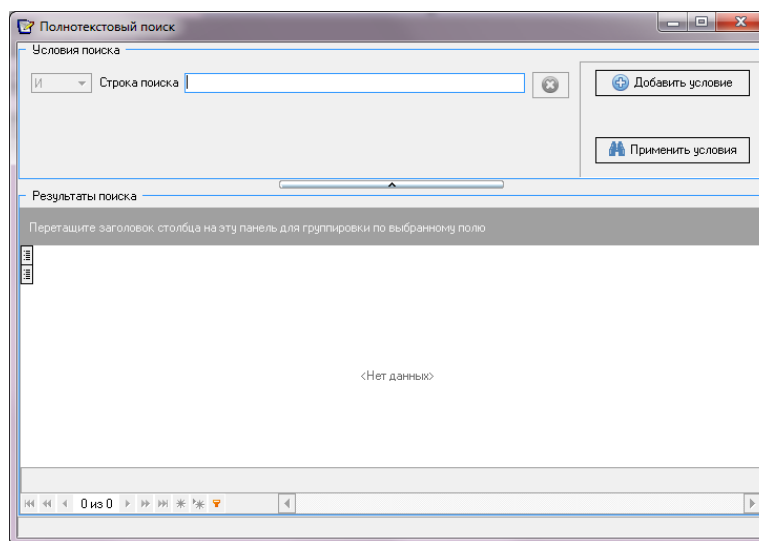 Полнотекстовый поиск
Условия поиска
И Строка поиска Добавить условие
Применить условия
Результаты поиска
Перетащите заголовок столбца на эту панель для группировки по выбранному полю
<Нет данных>
0 из 0